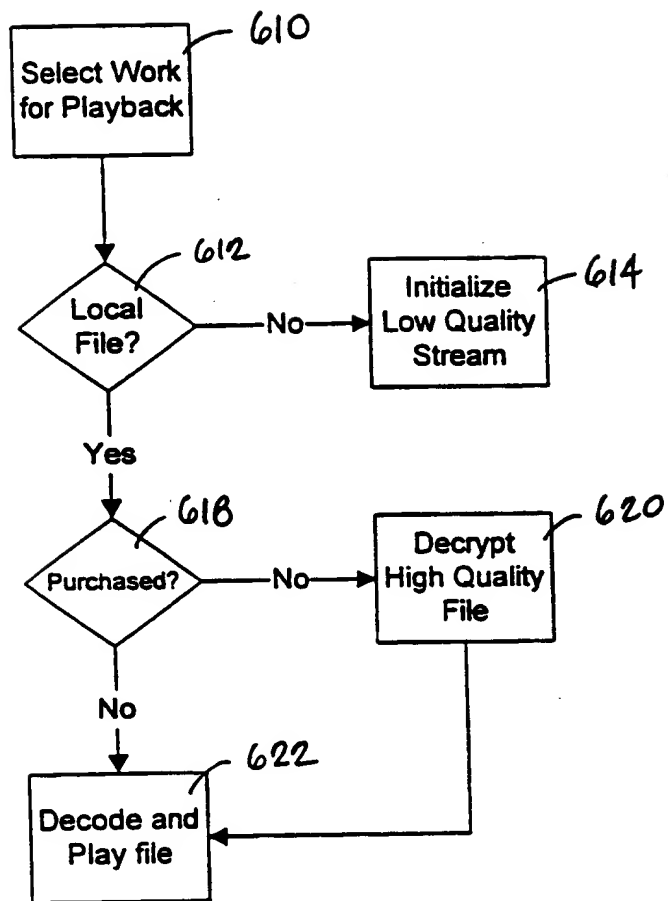 610
Select Work
for Playback
612
Local
File?
No
Initialize
Low Quality
Stream
614
Yes
618
Purchased?
No
Decrypt
High Quality
File
620
No
622
Decode and
Play file